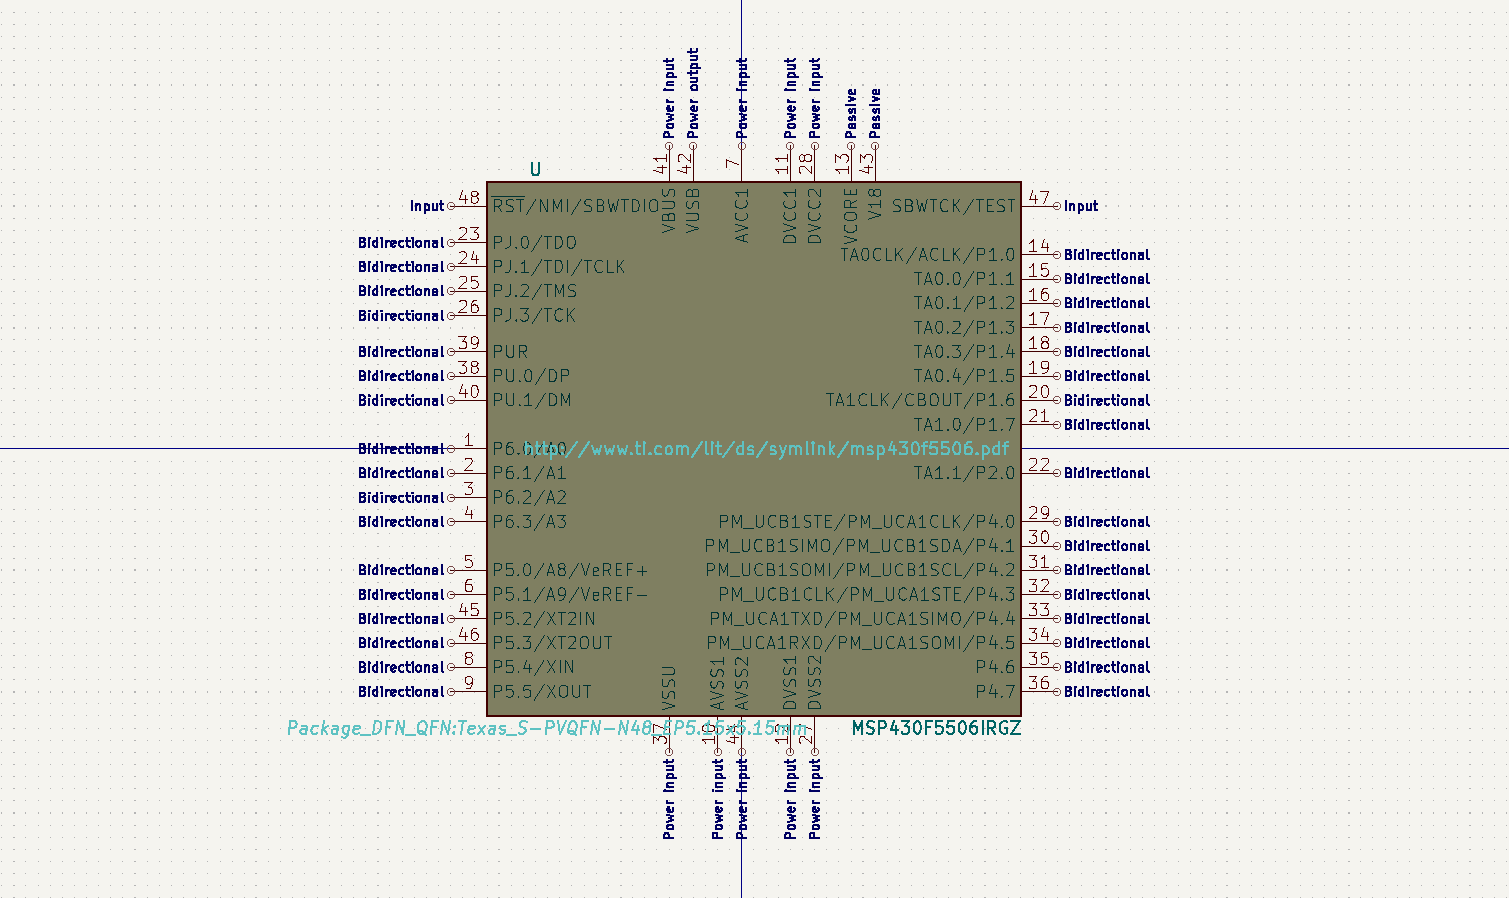 Power input
Power output
Power input
Power input
Power input
Passive
Passive
41
42
7
11
28
13
43
U
VBUS
VUSB
AVCC1
DVCC1
DVCC2
VCORE
V18
Input 48 RST/NMI/SBWTDIO
SBWTCK/TEST 47 Input
Bidirectional 23 PJ.0/TDO
Bidirectional 24 PJ.1/TDI/TCLK
Bidirectional 25 PJ.2/TMS
Bidirectional 26 PJ.3/TCK
Bidirectional 39 PUR
Bidirectional 38 PU.0/DP
Bidirectional 40 PU.1/DM
Bidirectional 1 P6.0/A0
http://www.ti.com/lit/ds/symlink/msp430f5506.pdf
Bidirectional 2 P6.1/A1
Bidirectional 3 P6.2/A2
Bidirectional 4 P6.3/A3
Bidirectional 5 P5.0/A8/VeREF+
Bidirectional 6 P5.1/A9/VeREF-
Bidirectional 45 P5.2/XT2IN
Bidirectional 46 P5.3/XT2OUT
Bidirectional 8 P5.4/XIN
Bidirectional 9 P5.5/XOUT
TA0CLK/ACLK/P1.0 14 Bidirectional
TA0.0/P1.1 15 Bidirectional
TA0.1/P1.2 16 Bidirectional
TA0.2/P1.3 17 Bidirectional
TA0.3/P1.4 18 Bidirectional
TA0.4/P1.5 19 Bidirectional
TA1CLK/CBOUT/P1.6 20 Bidirectional
TA1.0/P1.7 21 Bidirectional
TA1.1/P2.0 22 Bidirectional
PM_UCB1STE/PM_UCA1CLK/P4.0 29 Bidirectional
PM_UCB1SIMO/PM_UCB1SDA/P4.1 30 Bidirectional
PM_UCB1SOMI/PM_UCB1SCL/P4.2 31 Bidirectional
PM_UCB1CLK/PM_UCA1STE/P4.3 32 Bidirectional
PM_UCA1TXD/PM_UCA1SIMO/P4.4 33 Bidirectional
PM_UCA1RXD/PM_UCA1SOMI/P4.5 34 Bidirectional
P4.6 35 Bidirectional
P4.7 36 Bidirectional
VSSU
AVSS1
AVSS2
DVSS1
DVSS2
Package_DFN_QFN:Texas_S-PVQFN-N48_EP5.15x5.15mm
MSP430F5506IRGZ
37
27
Power input
Power input
Power input
Power input
Power input